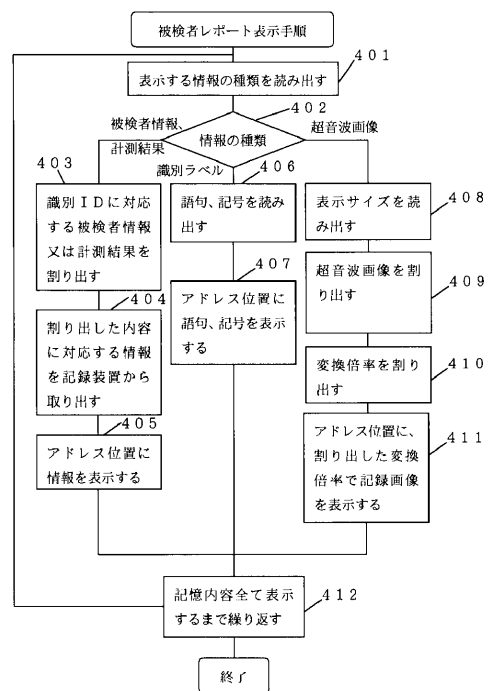 被検者レポート表示手順
４０１
表示する情報の種類を読み出す
４０２
情報の種類
被検者情報、
計測結果
識別ラベル
超音波画像
４０３
識別ＩＤに対応
する被検者情報
又は計測結果を
割り出す
４０４
割り出した内容
に対応する情報
を記録装置から
取り出す
４０５
アドレス位置に
情報を表示する
４０６
語句、記号を読み
出す
４０７
アドレス位置に
語句、記号を表示
する
４０８
表示サイズを読
み出す
４０９
超音波画像を割
り出す
４１０
変換倍率を割り
出す
４１１
アドレス位置に、
割り出した変換
倍率で記録画像
を表示する
４１２
記憶内容全て表示
するまで繰り返す
終了